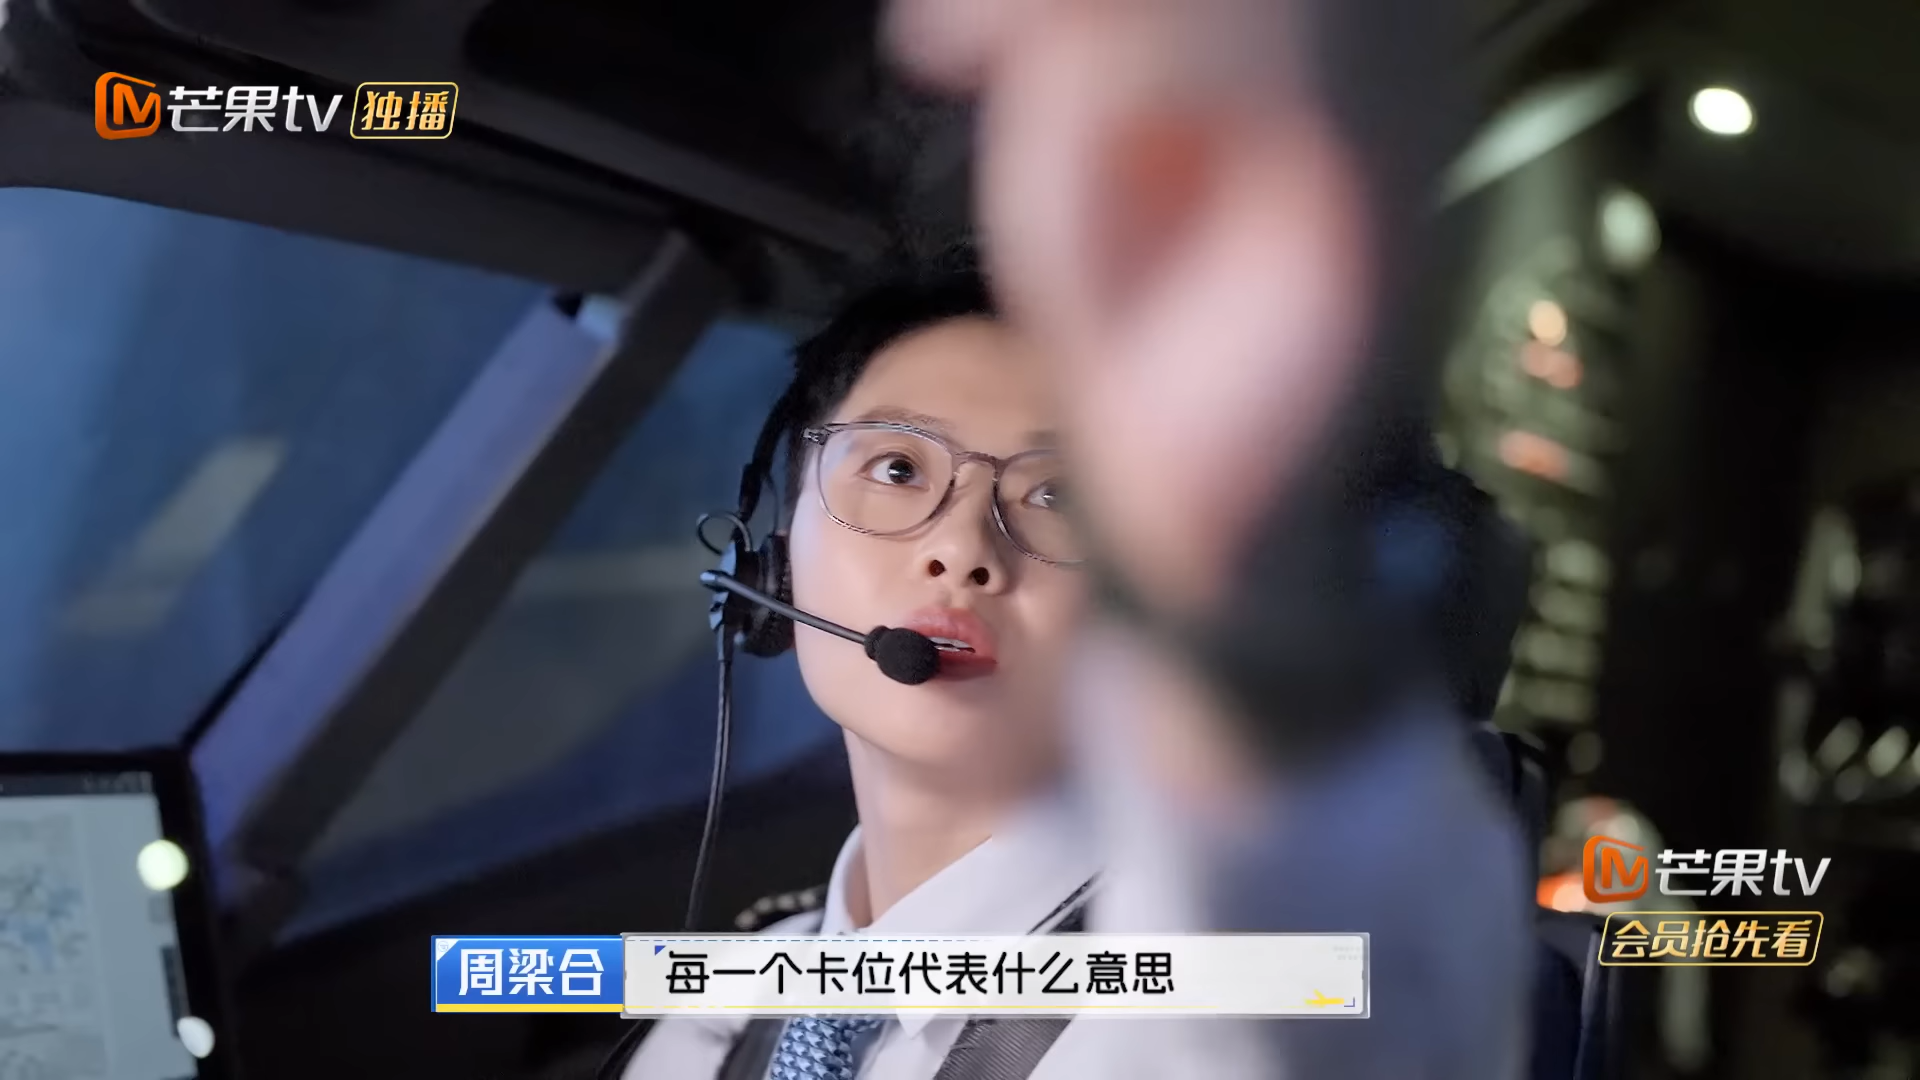 芒果tv 独播
芒果tv
会员抢先看
周梁合 每一个卡位代表什么意思